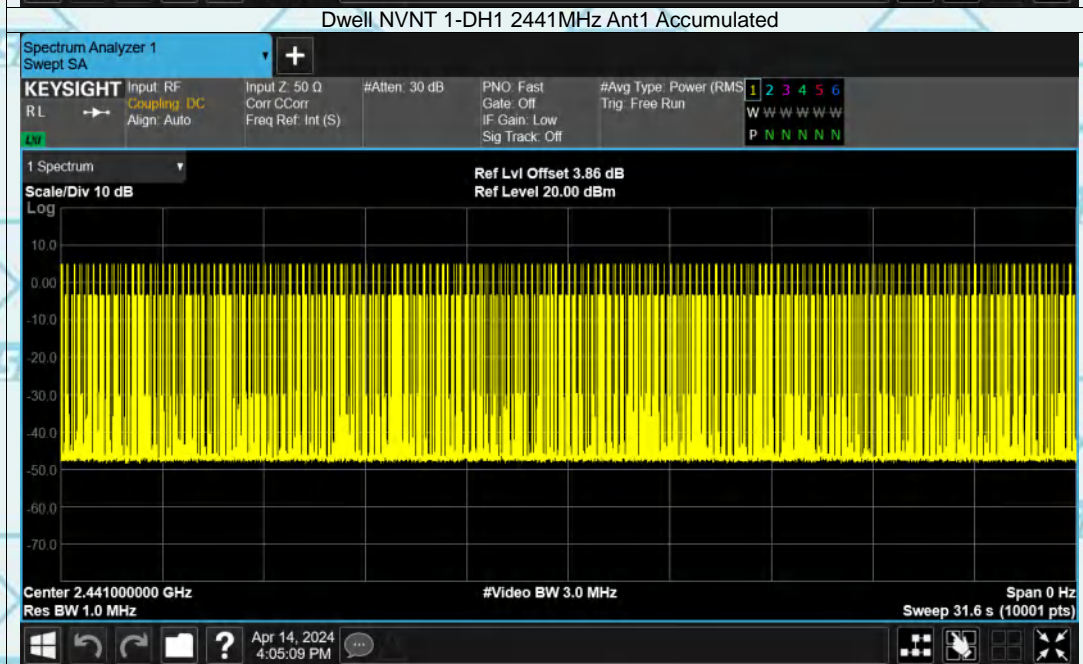 Dwell NVNT 1-DH1 2441MHz Ant1 Accumulated
Spectrum Analyzer 1
Swept SA
+
KEYSIGHT
RL
LXI
Input: RF
Coupling: DC
Align: Auto
Input Z: 50 Ω
Corr CCorr
Freq Ref: Int (S)
#Atten: 30 dB
PNO: Fast
Gate: Off
IF Gain: Low
Sig Track: Off
#Avg Type: Power (RMS
Trig: Free Run
1 2 3 4 5 6
W W W W W W
P N N N N N
1 Spectrum
Scale/Div 10 dB
Log
Ref Lvl Offset 3.86 dB
Ref Level 20.00 dBm
10.0
0.00
-10.0
-20.0
-30.0
-40.0
-50.0
-60.0
-70.0
Center 2.441000000 GHz
Res BW 1.0 MHz
#Video BW 3.0 MHz
Span 0 Hz
Sweep 31.6 s (10001 pts)
?
Apr 14, 2024
4:05:09 PM